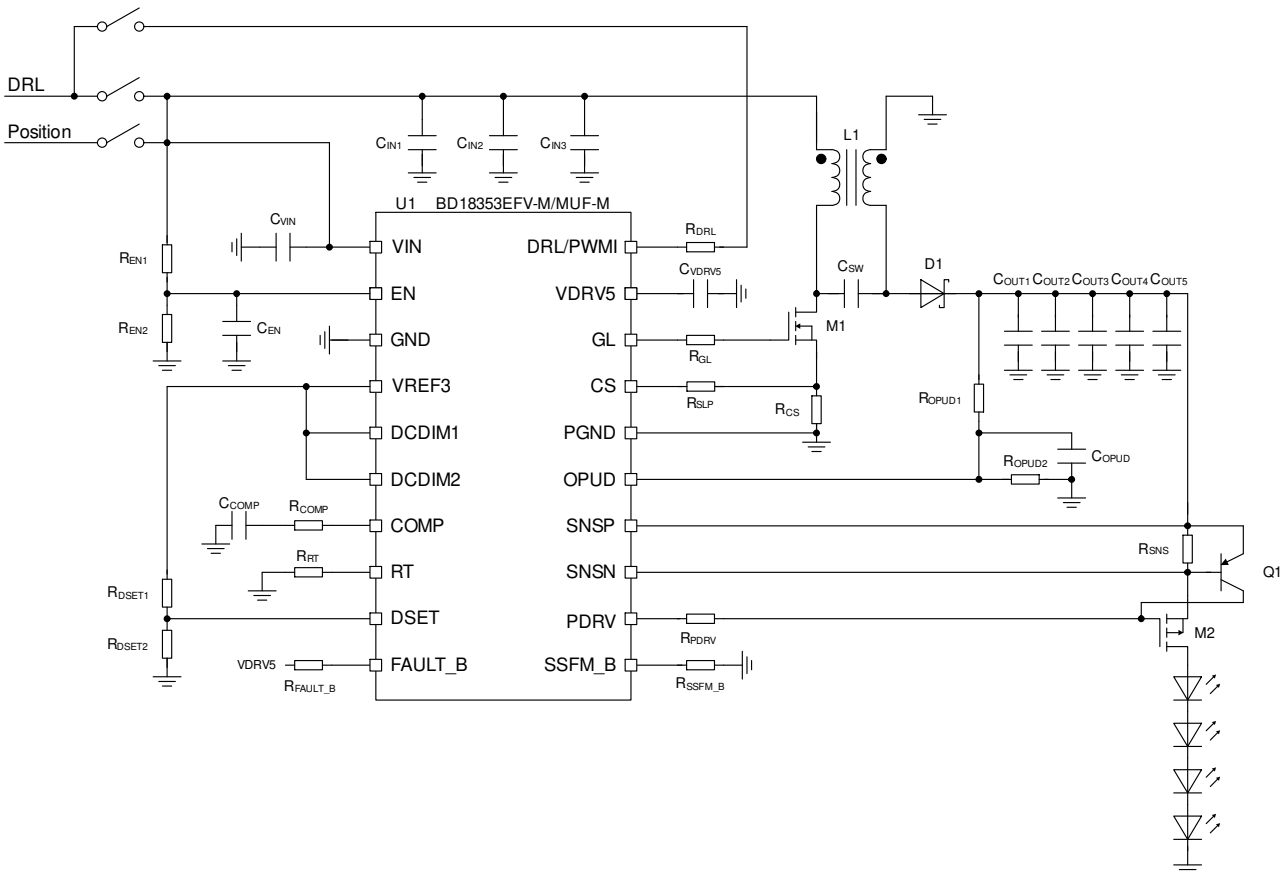 DRL
Position
CIN1 CIN2 CIN3
L1
U1 BD18353EFV-M/MUF-M
CVIN
VIN
DRL/PWMI
RDRL
REN1
EN
VDRV5
CVDRV5
CSW
D1
COUT1 COUT2 COUT3 COUT4 COUT5
REN2
CEN
GND
GL
RGL
M1
VREF3
CS
RSLP
RCS
ROPUD1
DCDIM1
PGND
DCDIM2
OPUD
ROPUD2
COPUD
CCOMP
RCOMP
COMP
SNSP
RSNS
RRT
RT
SNSN
Q1
RDSET1
DSET
PDRV
RPDRV
M2
RDSET2
VDRV5
RFAULT_B
FAULT_B
SSFM_B
RSSFM_B